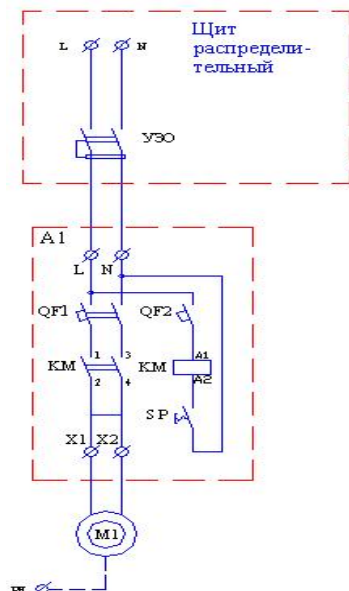 Щит
распредели-
тельный
L N
УЗО
A1
L N
QF1 QF2
KM 1 3 KM A1
2 4 A2
SP
X1 X2
M1